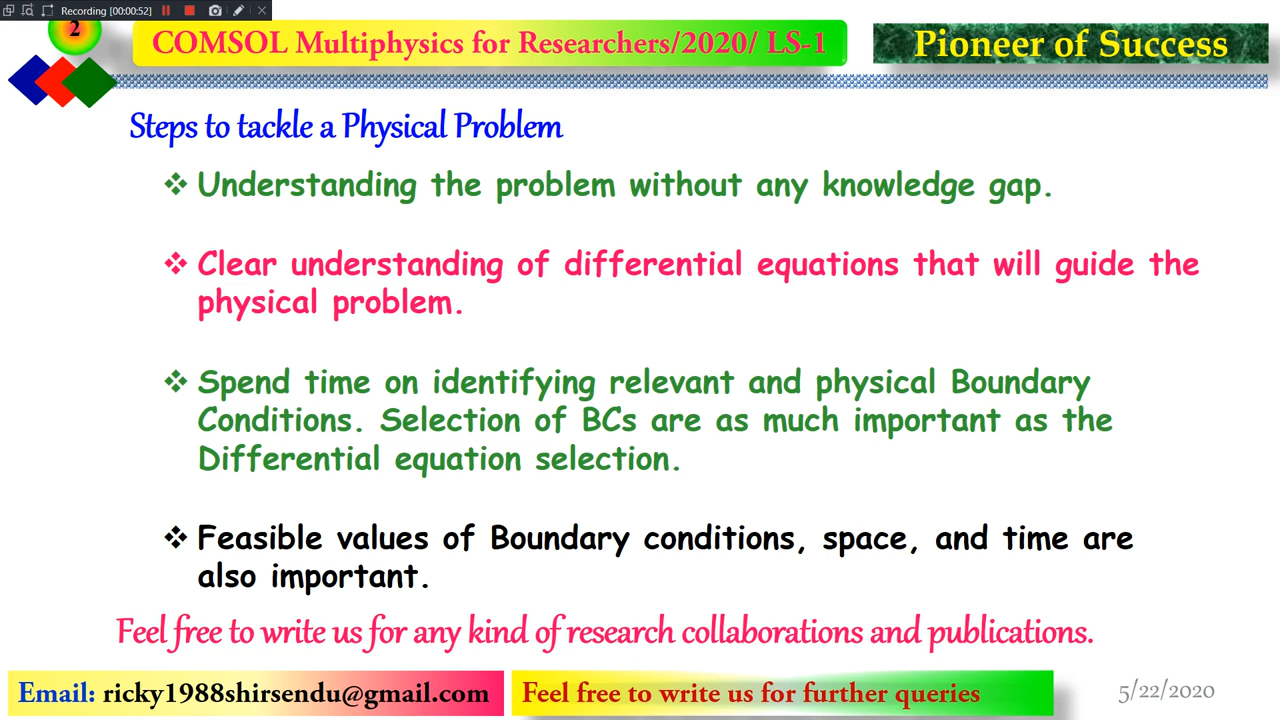 Recording [00:00:52]
2
COMSOL Multiphysics for Researchers/2020/ LS-1
Pioneer of Success
Steps to tackle a Physical Problem
❖ Understanding the problem without any knowledge gap.
❖ Clear understanding of differential equations that will guide the
physical problem.
❖ Spend time on identifying relevant and physical Boundary
Conditions. Selection of BCs are as much important as the
Differential equation selection.
❖ Feasible values of Boundary conditions, space, and time are
also important.
Feel free to write us for any kind of research collaborations and publications.
Email: ricky1988shirsendu@gmail.com
Feel free to write us for further queries
5/22/2020